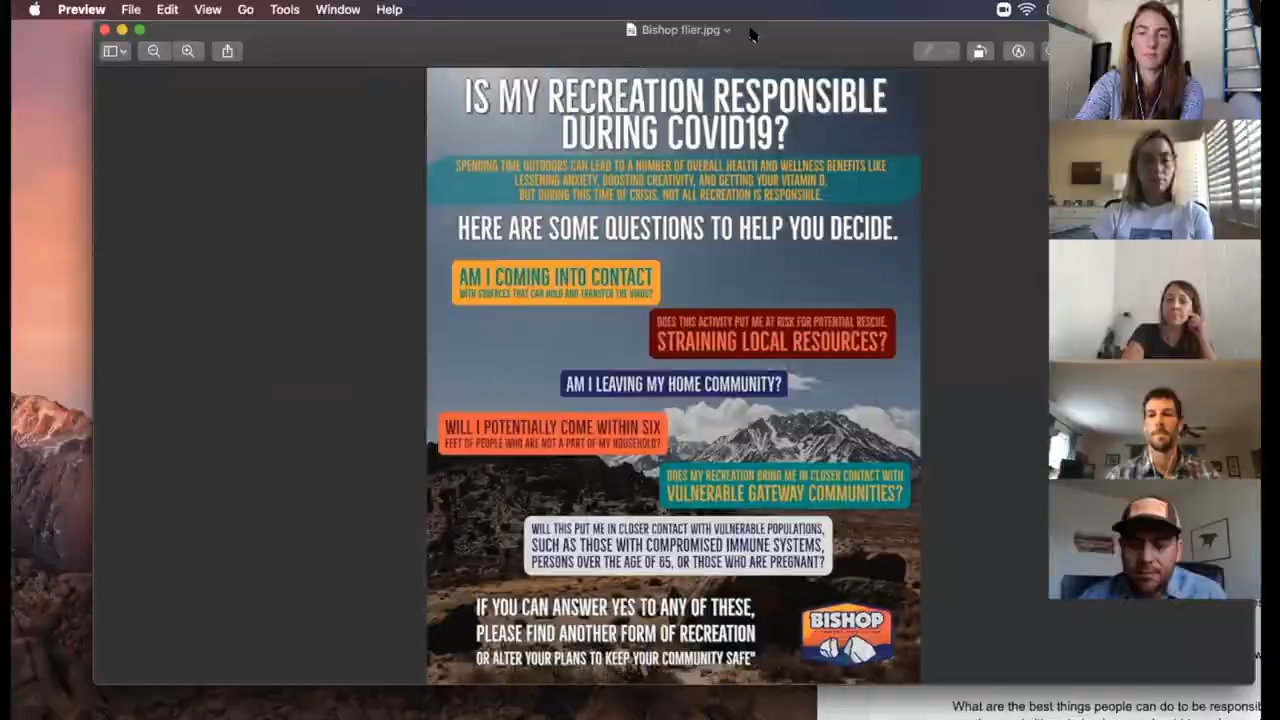 Preview File Edit View Go Tools Window Help
Bishop flier.jpg
IS MY RECREATION RESPONSIBLE
DURING COVID19?
SPENDING TIME OUTDOORS CAN LEAD TO A NUMBER OF OVERALL HEALTH AND WELLNESS BENEFITS LIKE
LESSENING ANXIETY, BOOSTING CREATIVITY, AND GETTING YOUR VITAMIN D.
BUT DURING THIS TIME OF CRISIS, NOT ALL RECREATION IS RESPONSIBLE.
HERE ARE SOME QUESTIONS TO HELP YOU DECIDE.
AM I COMING INTO CONTACT
WITH SURFACES THAT CAN HOLD AND TRANSFER THE VIRUS?
DOES THIS ACTIVITY PUT ME AT RISK FOR POTENTIAL RESCUE,
STRAINING LOCAL RESOURCES?
AM I LEAVING MY HOME COMMUNITY?
WILL I POTENTIALLY COME WITHIN SIX
FEET OF PEOPLE WHO ARE NOT A PART OF MY HOUSEHOLD?
DOES MY RECREATION BRING ME IN CLOSER CONTACT WITH
VULNERABLE GATEWAY COMMUNITIES?
WILL THIS PUT ME IN CLOSER CONTACT WITH VULNERABLE POPULATIONS,
SUCH AS THOSE WITH COMPROMISED IMMUNE SYSTEMS,
PERSONS OVER THE AGE OF 65, OR THOSE WHO ARE PREGNANT?
IF YOU CAN ANSWER YES TO ANY OF THESE,
PLEASE FIND ANOTHER FORM OF RECREATION
OR ALTER YOUR PLANS TO KEEP YOUR COMMUNITY SAFE"
BISHOP
What are the best things people can do to be responsib